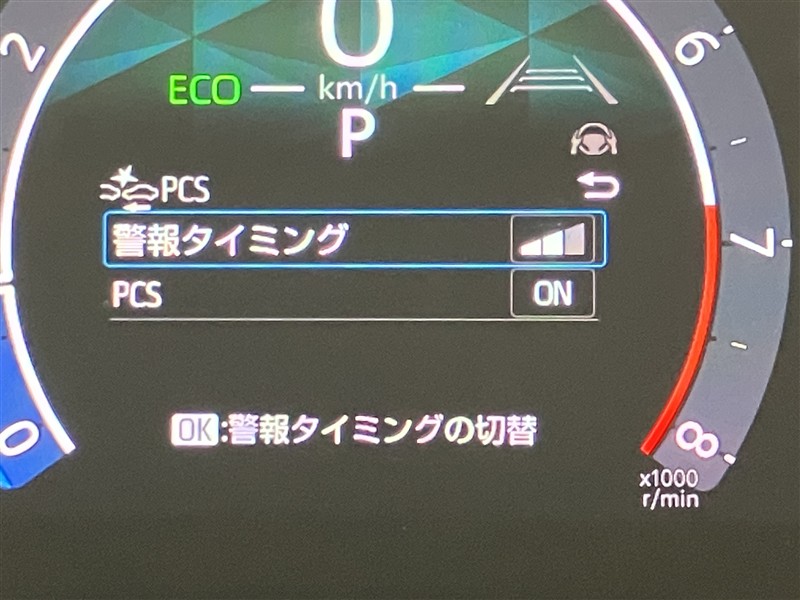 0
2
6
ECO
km/h
P
PCS
警報タイミング
7
PCS
ON
0
OK:警報タイミングの切替
8
x1000
r/min